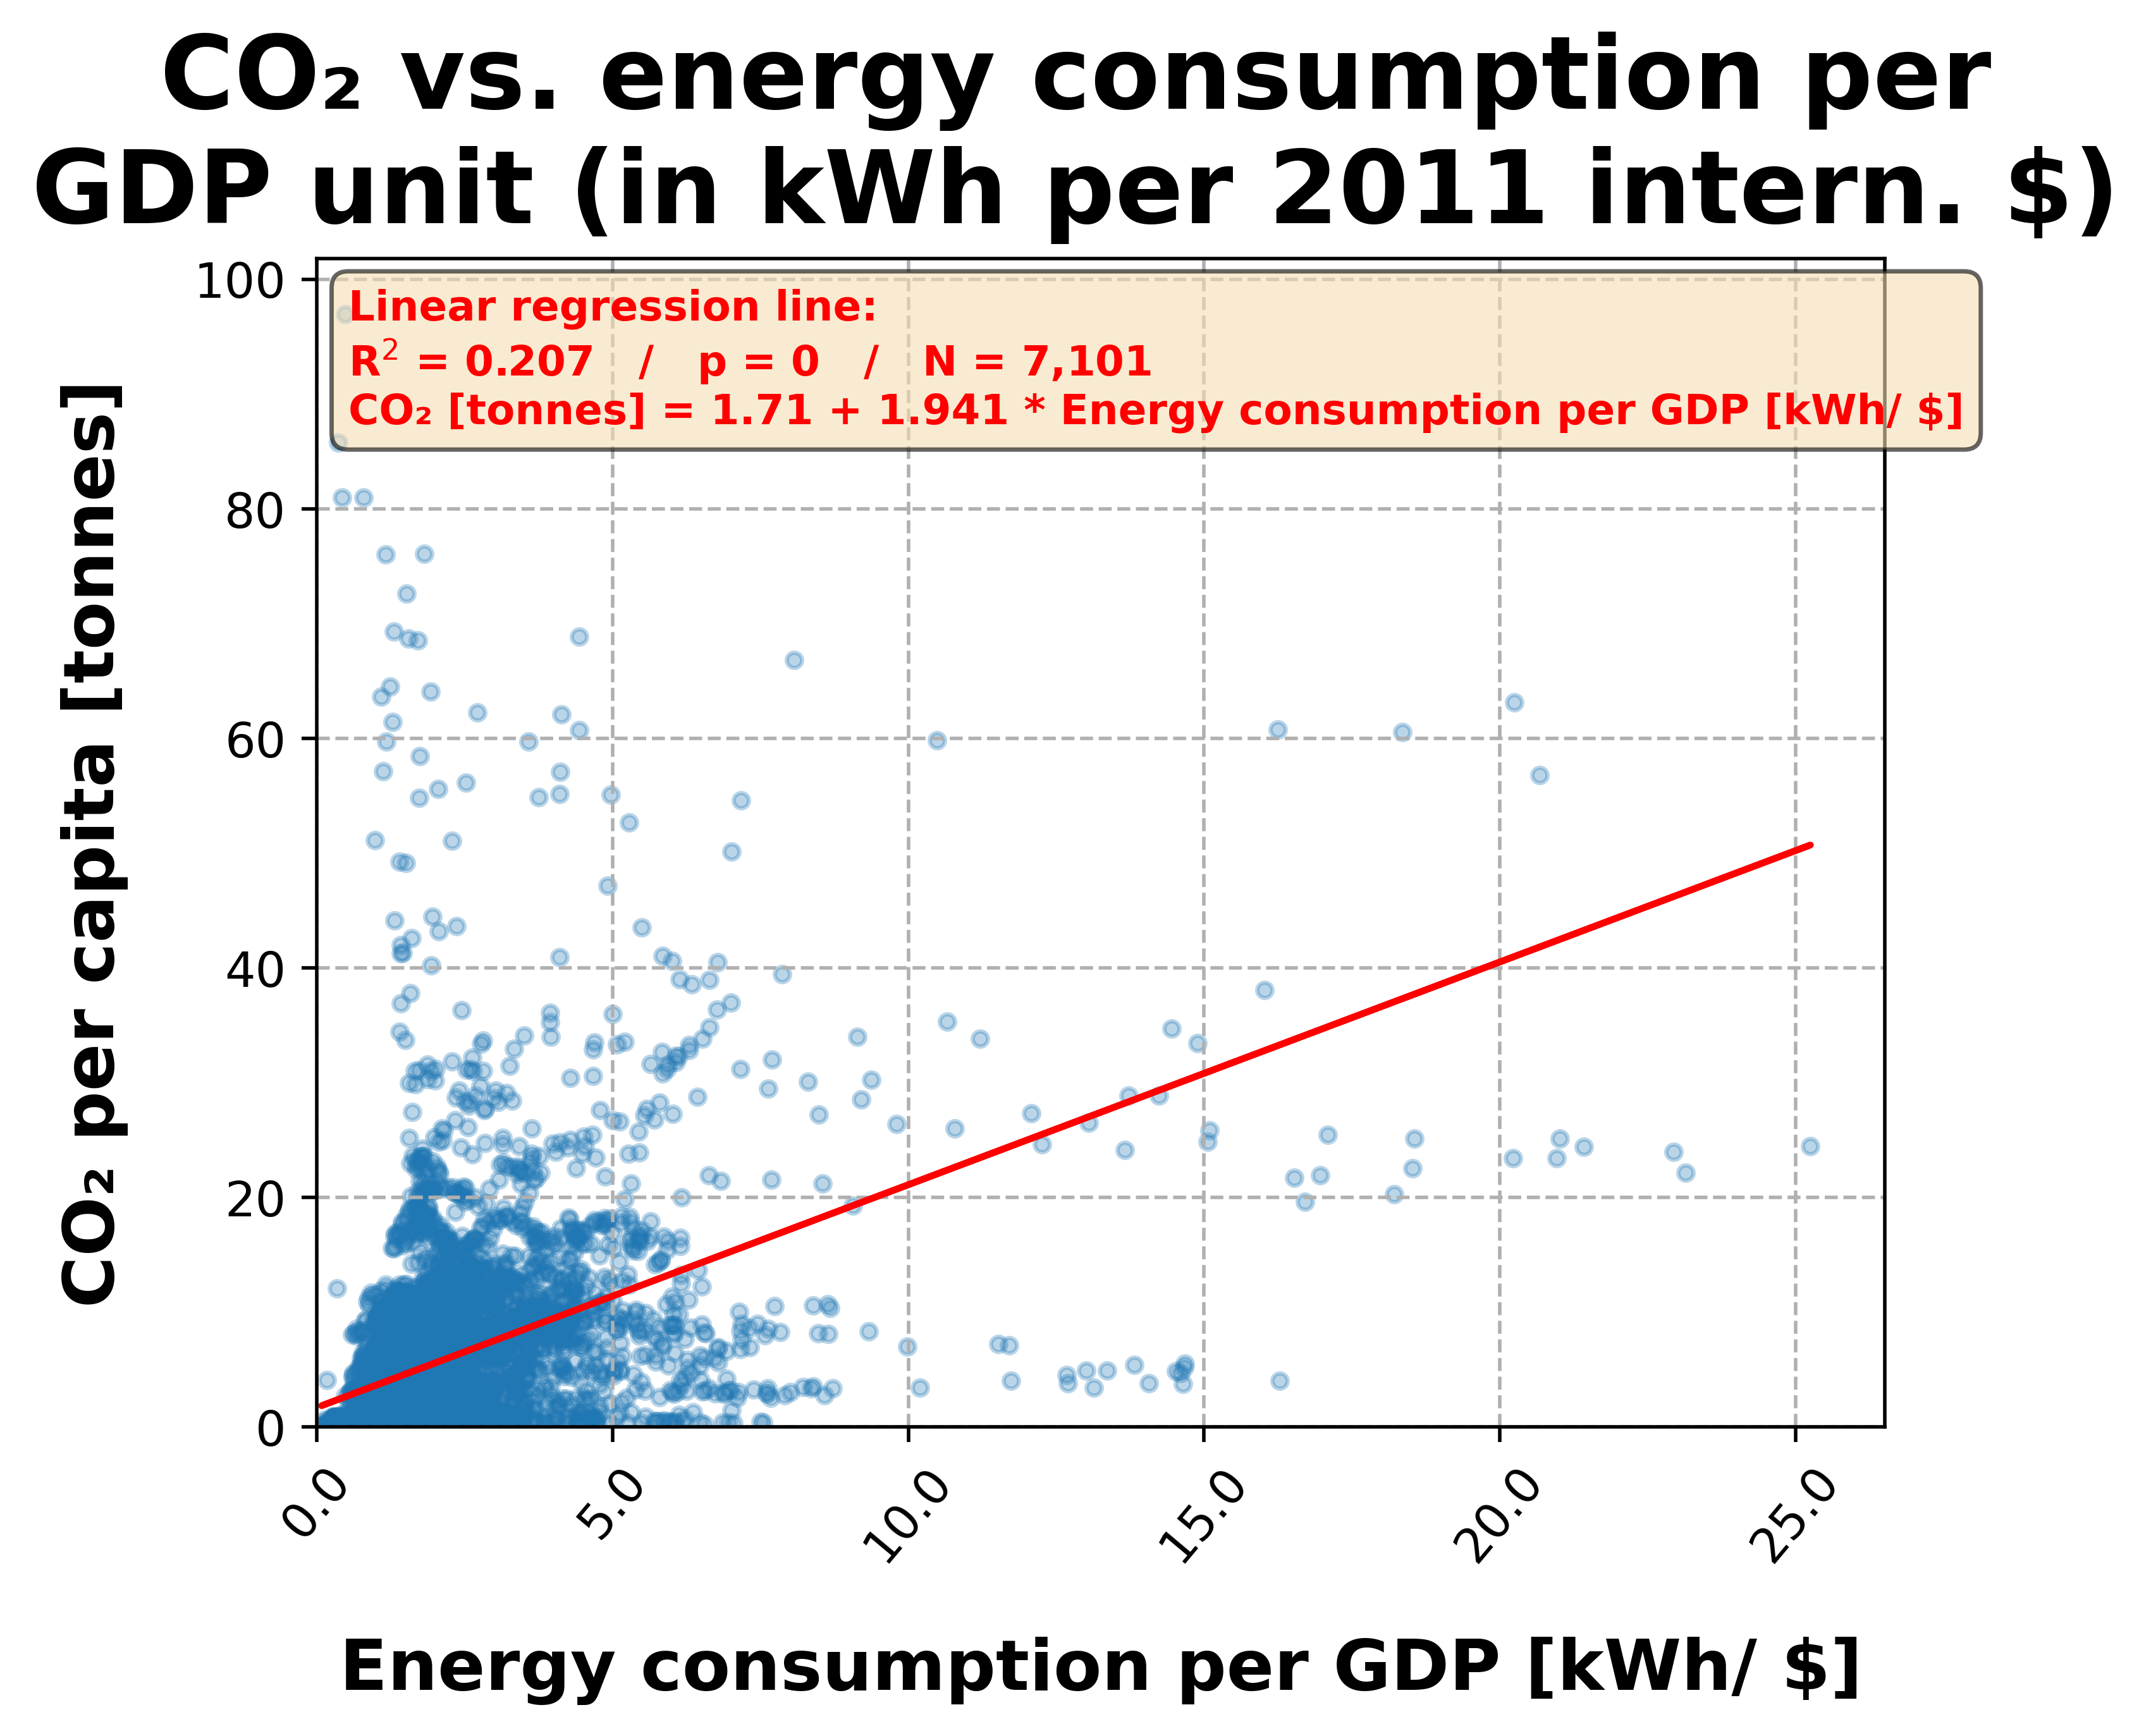 CO₂ vs. energy consumption per
GDP unit (in kWh per 2011 intern. $)
Linear regression line:
R² = 0.207 / p = 0 / N = 7,101
CO₂ [tonnes] = 1.71 + 1.941 * Energy consumption per GDP [kWh/ $]
CO₂ per capita [tonnes]
100
80
60
40
20
0
0.0
5.0
10.0
15.0
20.0
25.0
Energy consumption per GDP [kWh/ $]